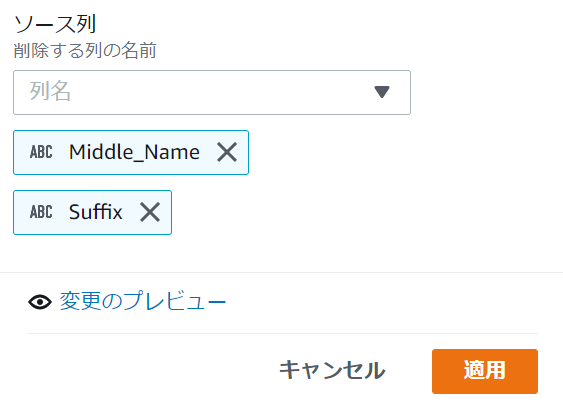 ソース列
削除する列の名前
列名
ABC Middle_Name
ABC Suffix
変更のプレビュー
キャンセル 適用